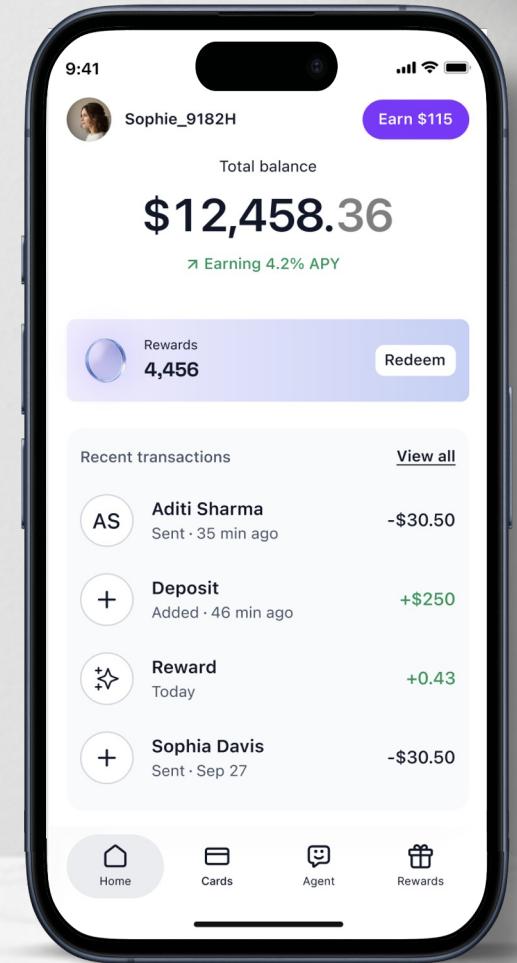 9:41
Sophie_9182H
Earn $115
Total balance
$12,458.36
Earning 4.2% APY
Rewards
4,456
Redeem
Recent transactions
View all
AS
Aditi Sharma
Sent · 35 min ago
-$30.50
Deposit
Added · 46 min ago
+$250
Reward
Today
+0.43
Sophia Davis
Sent · Sep 27
-$30.50
Home
Cards
Agent
Rewards